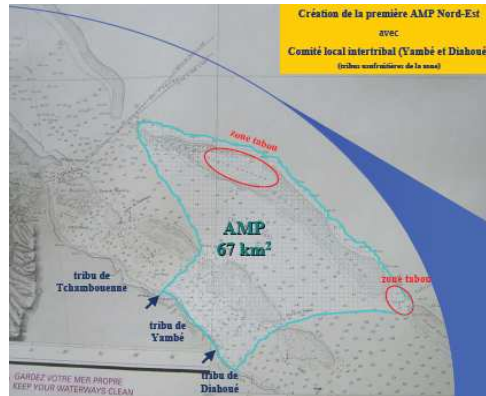 Création de la première AMP Nord-Est
avec
Comité local intertribal (Yambé et Diahoué
(tribus usufruitières de la zone)
zone tabou
AMP
67 km²
zone tabou
tribu de
Tchambouenne
tribu de
Yambé
tribu de
Diahoué
GARDEZ VOTRE MER PROPRE
KEEP YOUR WATERWAYS CLEAN